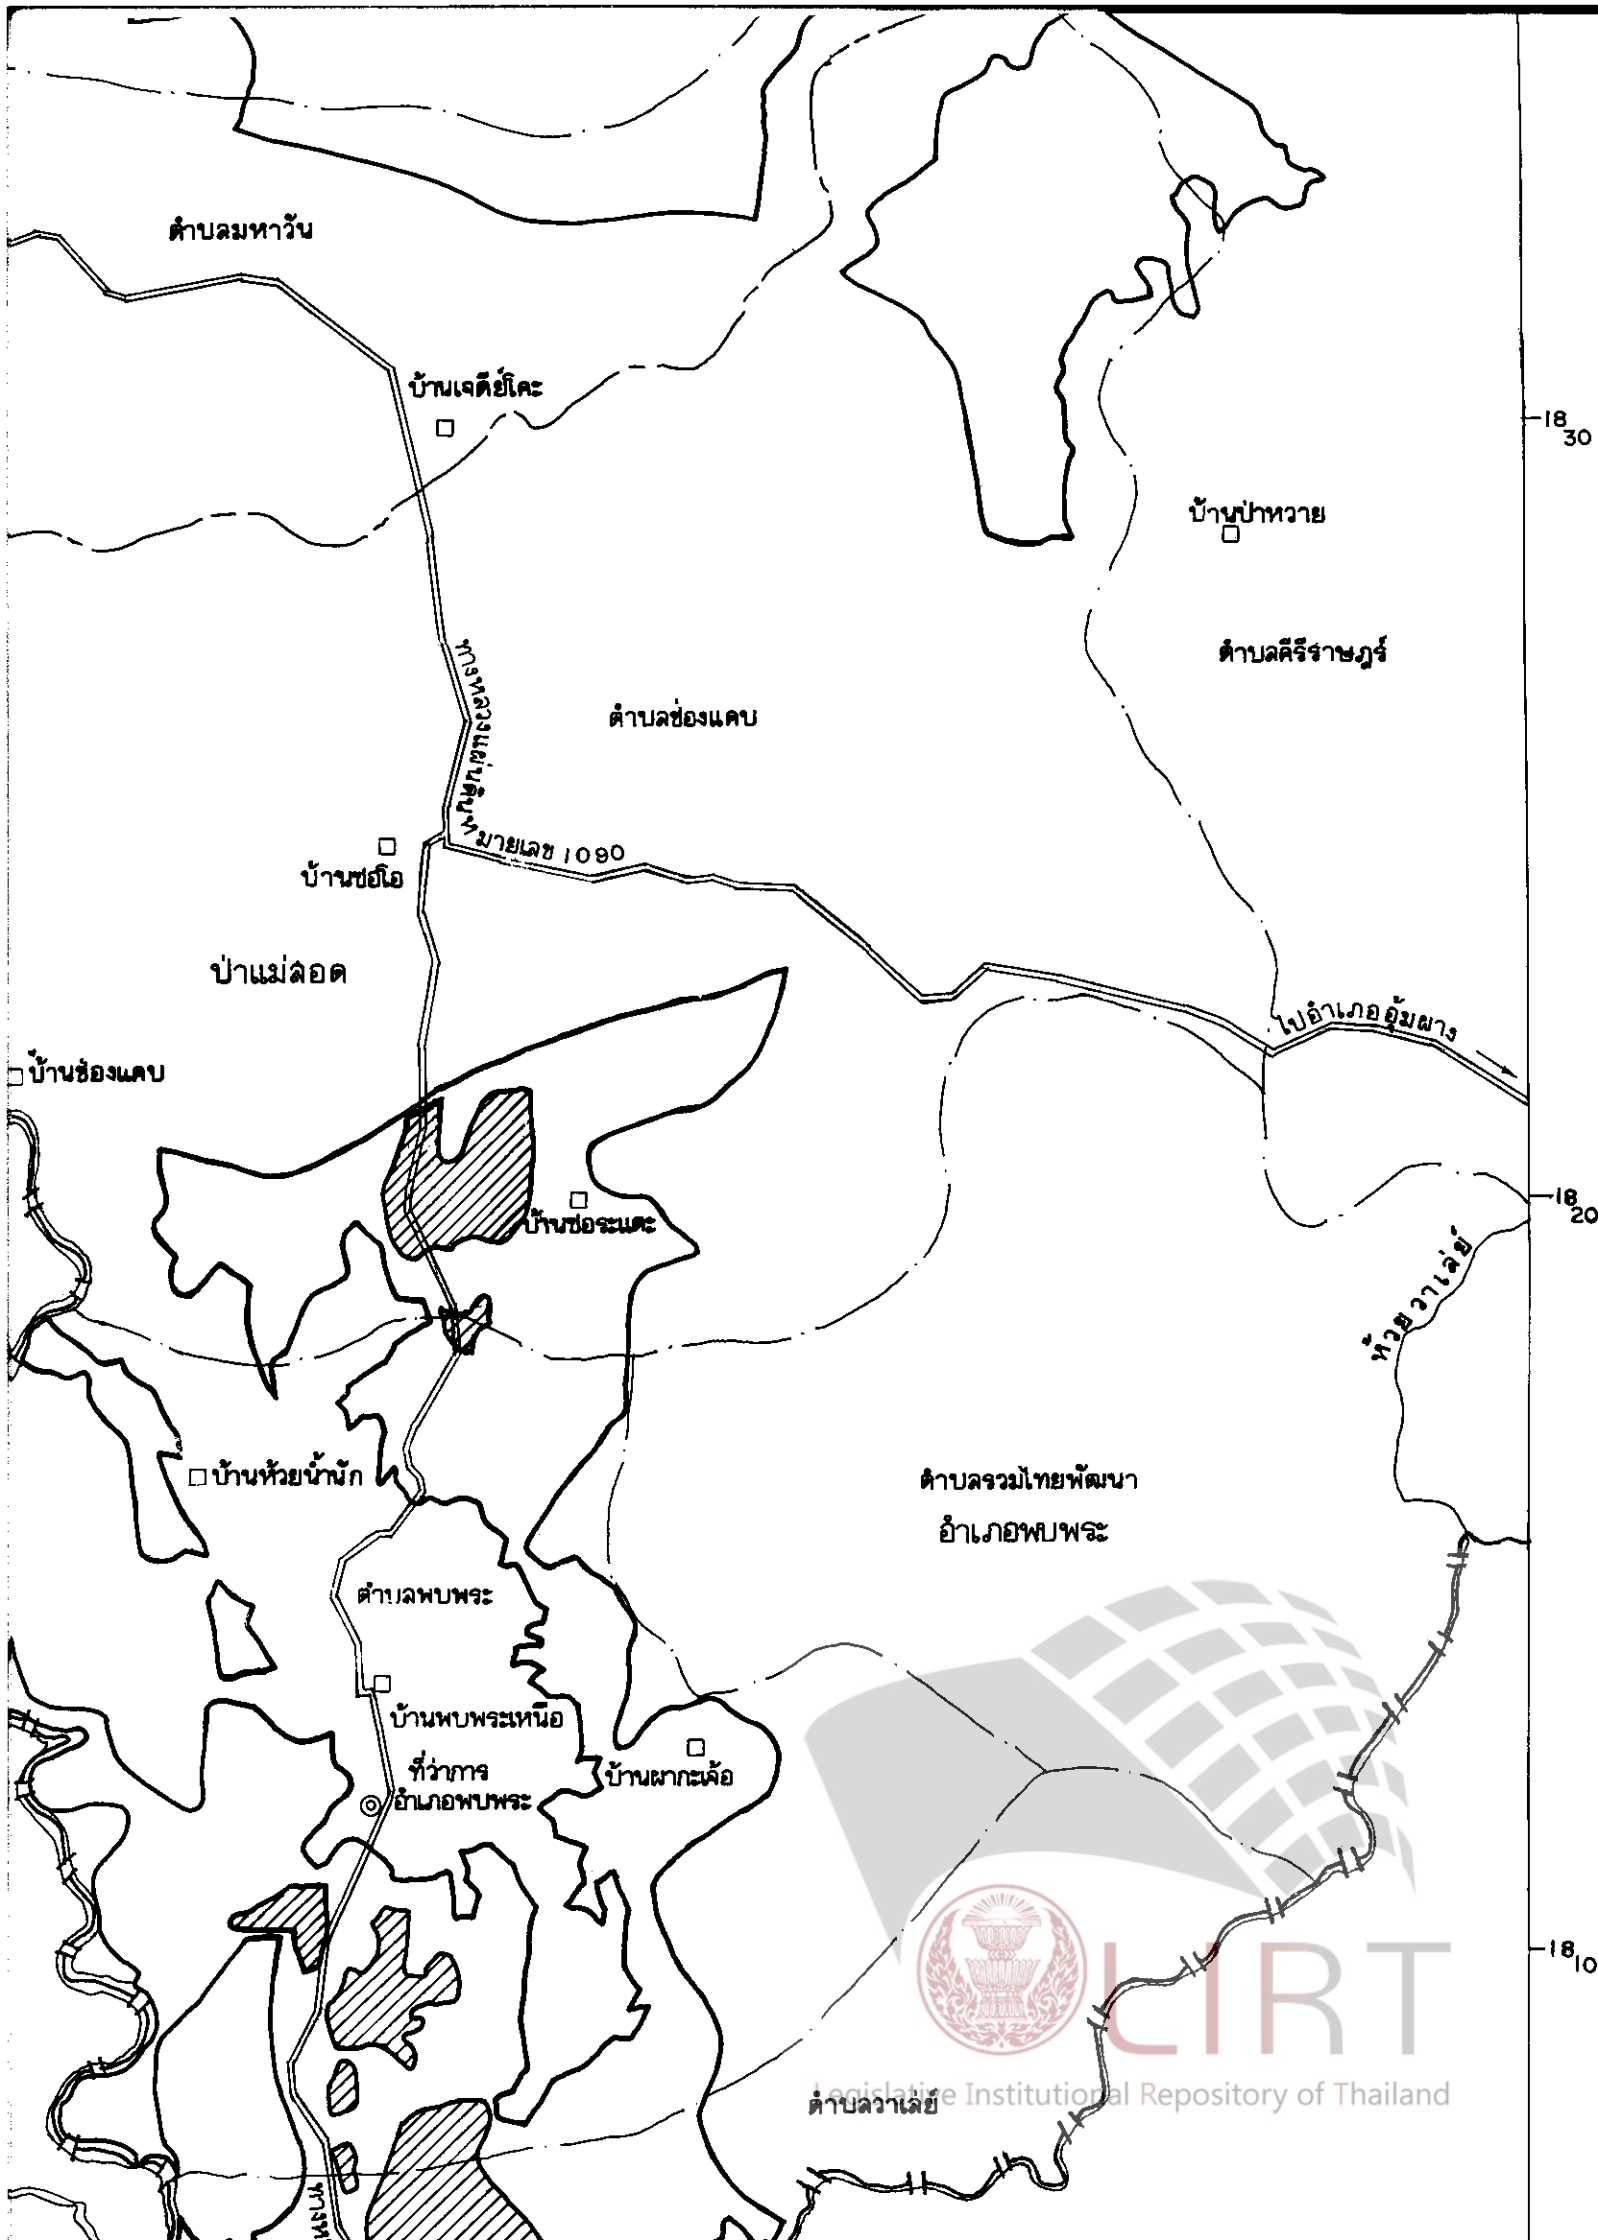 ตำบลมหาวัน
บ้านเจดีย์โคะ
18 30
บ้านป่าหวาย
ตำบลคีรีราษฎร์
ทางหลวงแผ่นดินหมายเลข 1090
ตำบลช่องแคบ
บ้านซอโอ
ป่าแม่สอด
ไปอำเภออุ้มผาง
บ้านช่องแคบ
18 20
บ้านซอระแตะ
ห้วยวาเล่ย์
บ้านห้วยน้ำนัก
ตำบลรวมไทยพัฒนา
อำเภอพบพระ
ตำบลพบพระ
บ้านพบพระเหนือ
ที่ว่าการ
อำเภอพบพระ
บ้านผากะเจ้อ
18 10
LIRT
Legislative Institutional Repository of Thailand
ตำบลวาเล่ย์